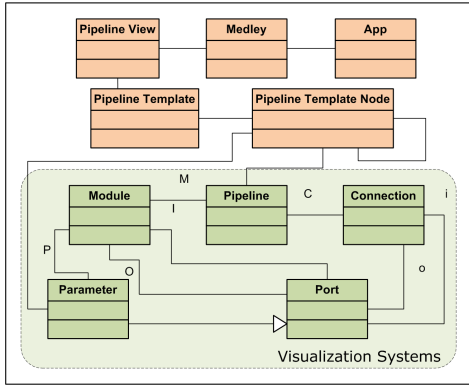 Pipeline View
Medley
App
Pipeline Template
Pipeline Template Node
M
Module
I
Pipeline
C
Connection
i
P
O
o
Parameter
Port
Visualization Systems